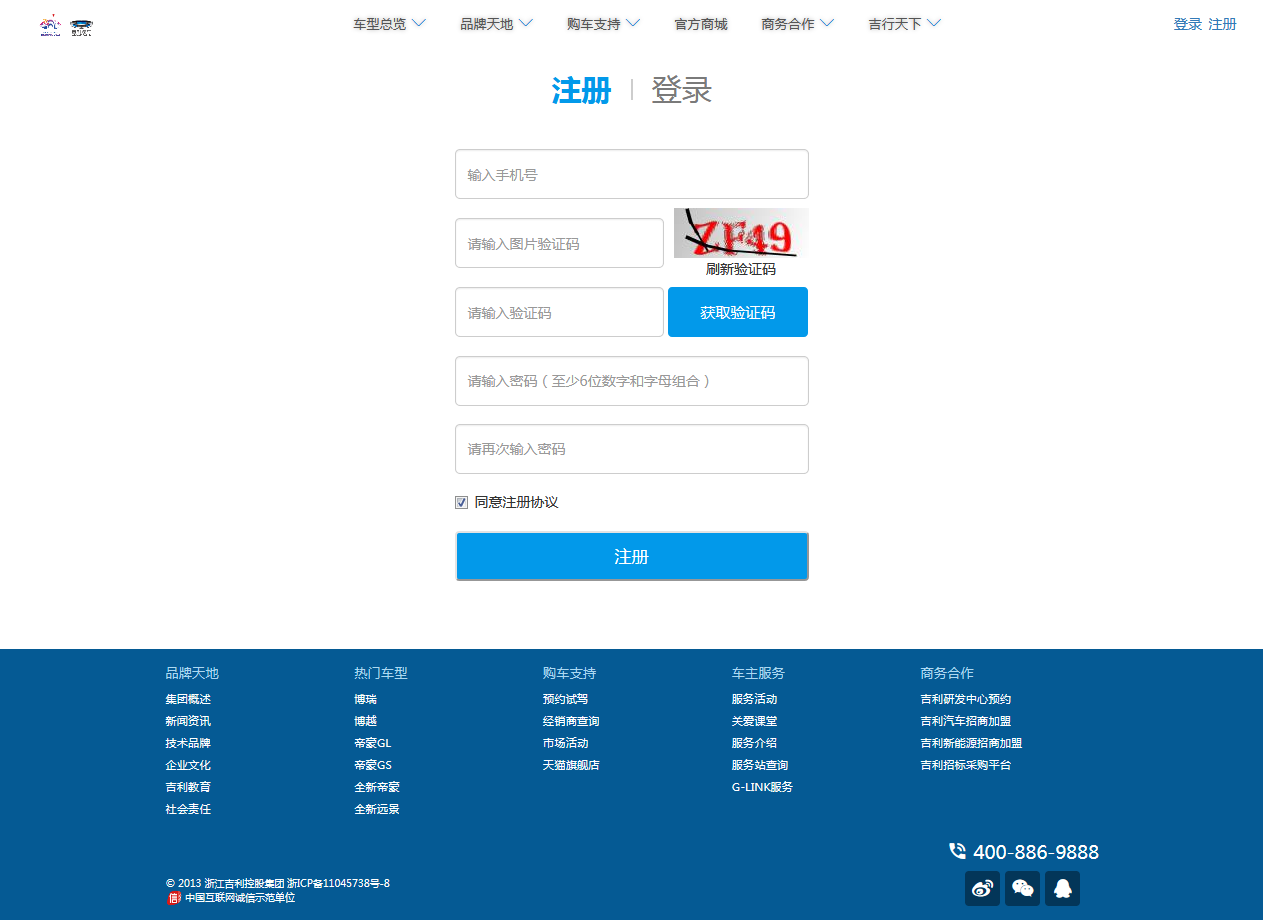 车型总览 品牌天地 购车支持 官方商城 商务合作 吉行天下 登录 注册
注册 登录
输入手机号
请输入图片验证码 ZF49
刷新验证码
请输入验证码 获取验证码
请输入密码（至少6位数字和字母组合）
请再次输入密码
同意注册协议
注册
品牌天地 热门车型 购车支持 车主服务 商务合作
集团概述 博瑞 预约试驾 服务活动 吉利研发中心预约
新闻资讯 博越 经销商查询 关爱课堂 吉利汽车招商加盟
技术品牌 帝豪GL 市场活动 服务介绍 吉利新能源招商加盟
企业文化 帝豪GS 天猫旗舰店 服务站查询 吉利招标采购平台
吉利教育 全新帝豪 G-LINK服务
社会责任 全新远景
400-886-9888
© 2013 浙江吉利控股集团 浙ICP备11045738号-8
信 中国互联网诚信示范单位